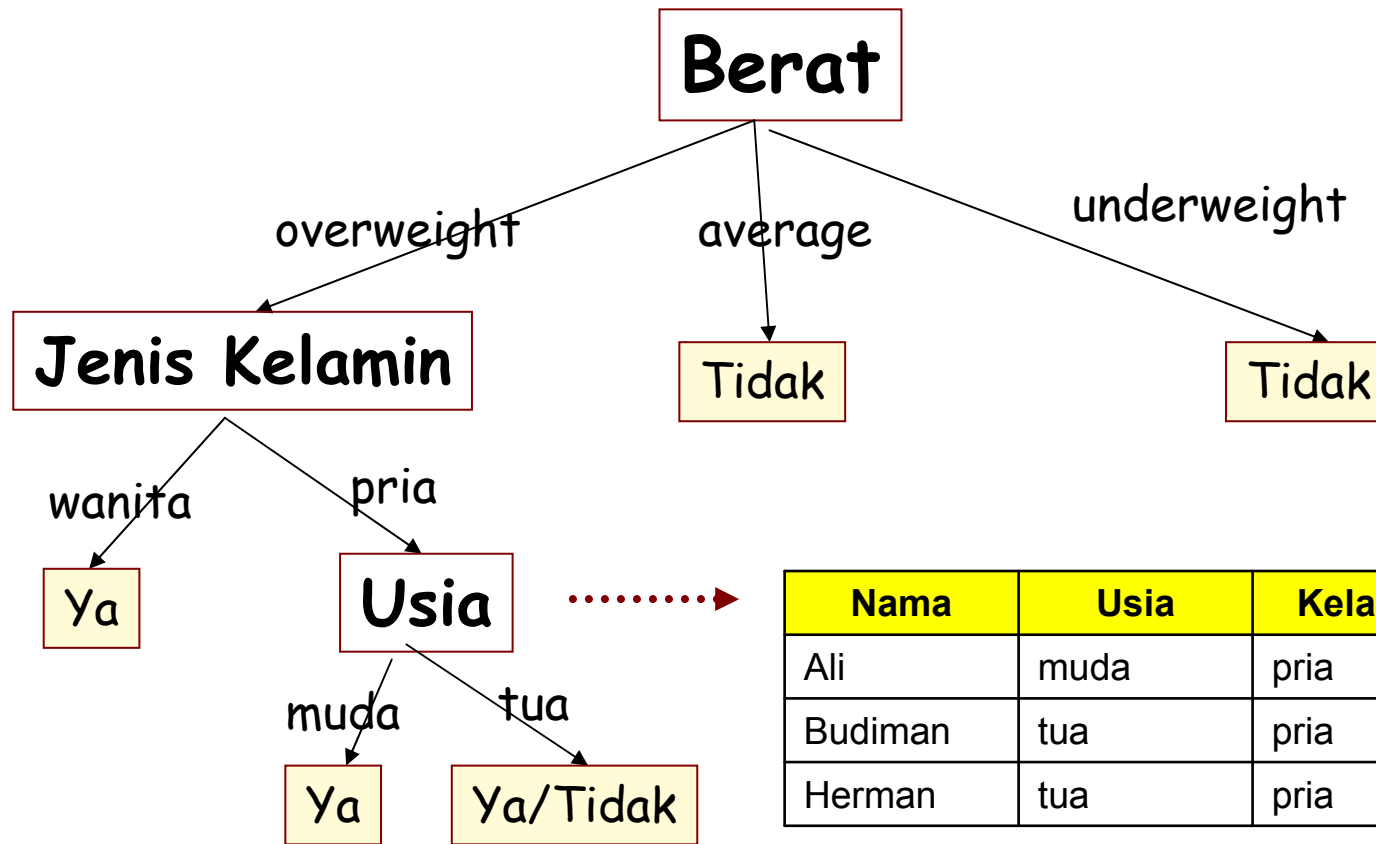 Berat
overweight
average
underweight
Jenis Kelamin
Tidak
Tidak
wanita
pria
Ya
Usia
muda
tua
Ya
Ya/Tidak
Nama Usia Kela
Ali muda pria
Budiman tua pria
Herman tua pria